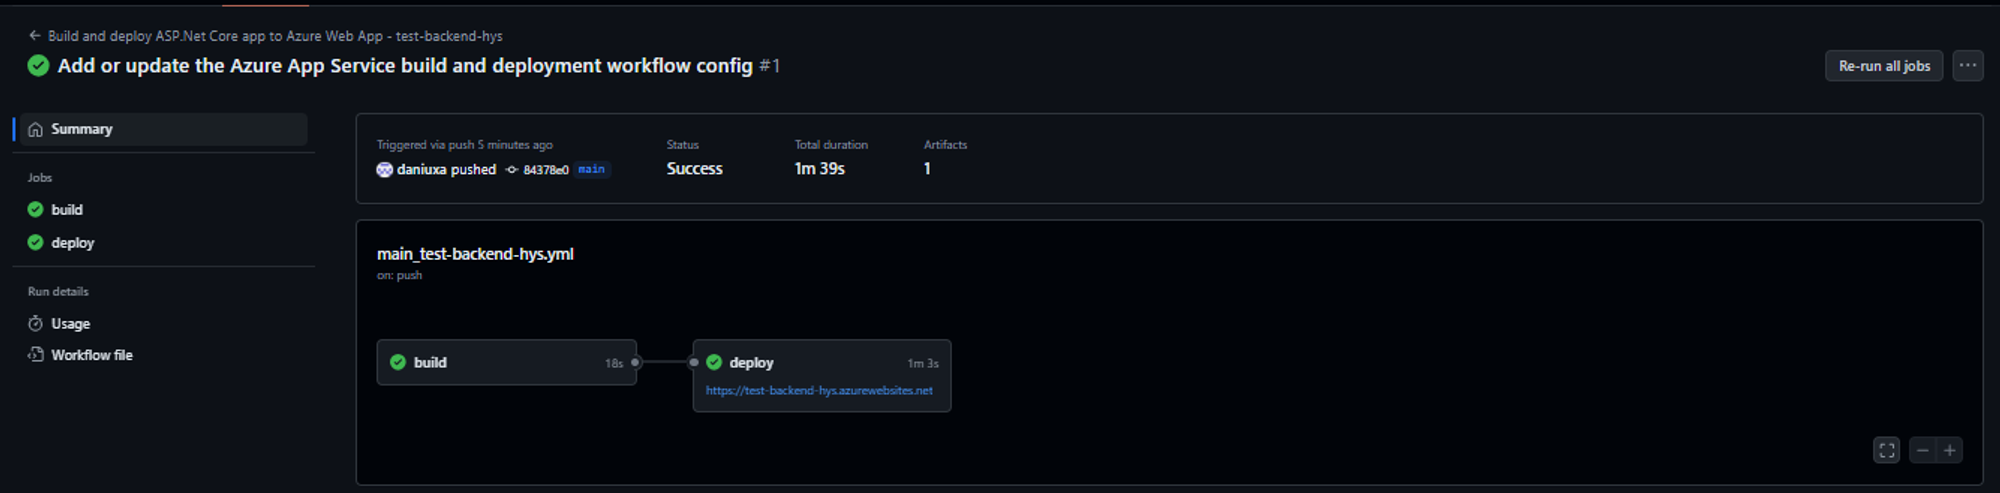 Build and deploy ASP.Net Core app to Azure Web App - test-backend-hys
Add or update the Azure App Service build and deployment workflow config #1
Re-run all jobs
Summary
Jobs
build
deploy
Run details
Usage
Workflow file
Triggered via push 5 minutes ago
daniuxa pushed 84378e0 main
Status
Success
Total duration
1m 39s
Artifacts
1
main_test-backend-hys.yml
on: push
build 18s
deploy 1m 3s
https://test-backend-hys.azurewebsites.net